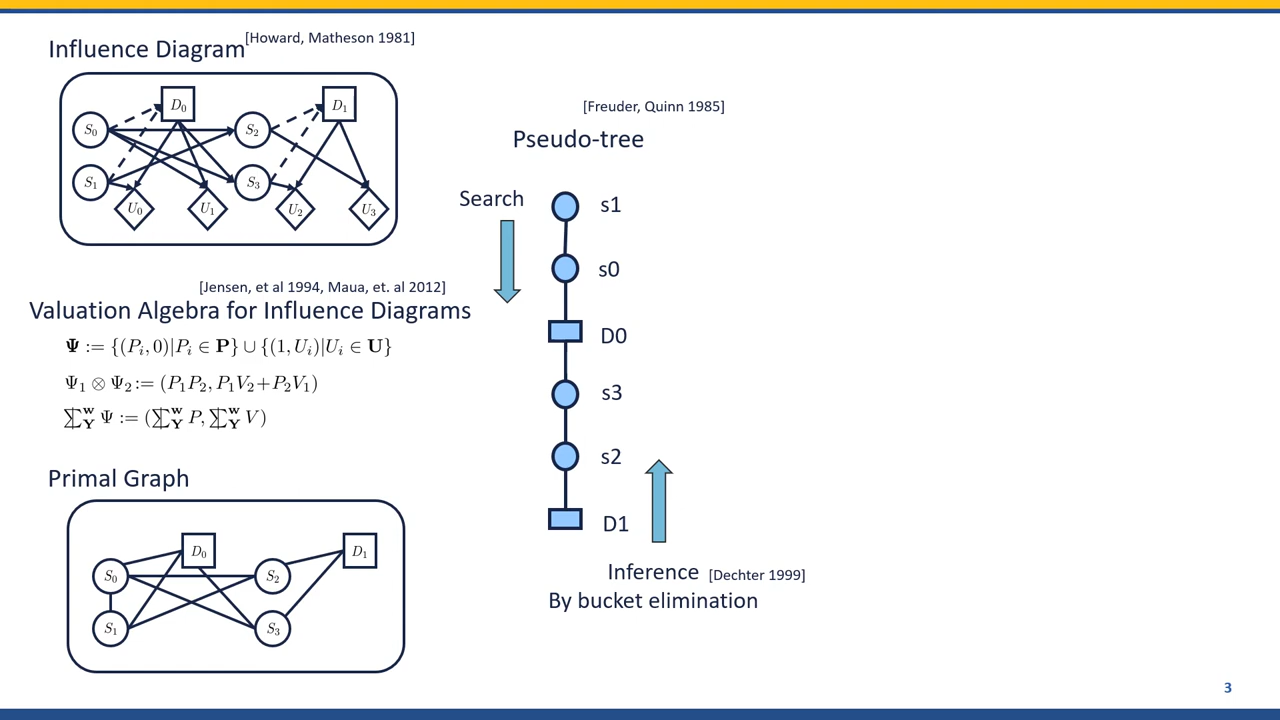 Influence Diagram [Howard, Matheson 1981]
D₀ D₁
S₀ S₂
S₁ S₃
U₀ U₁ U₂ U₃
[Jensen, et al 1994, Maua, et. al 2012]
Valuation Algebra for Influence Diagrams
Ψ := {(Pᵢ, 0)|Pᵢ ∈ P} ∪ {(1, Uᵢ)|Uᵢ ∈ U}
Ψ₁ ⊗ Ψ₂ := (P₁P₂, P₁V₂+P₂V₁)
∑ʷ_Y Ψ := (∑ʷ_Y P, ∑ʷ_Y V)
Primal Graph
D₀ D₁
S₀ S₂
S₁ S₃
[Freuder, Quinn 1985]
Pseudo-tree
Search
s1
s0
D0
s3
s2
D1
Inference [Dechter 1999]
By bucket elimination
3